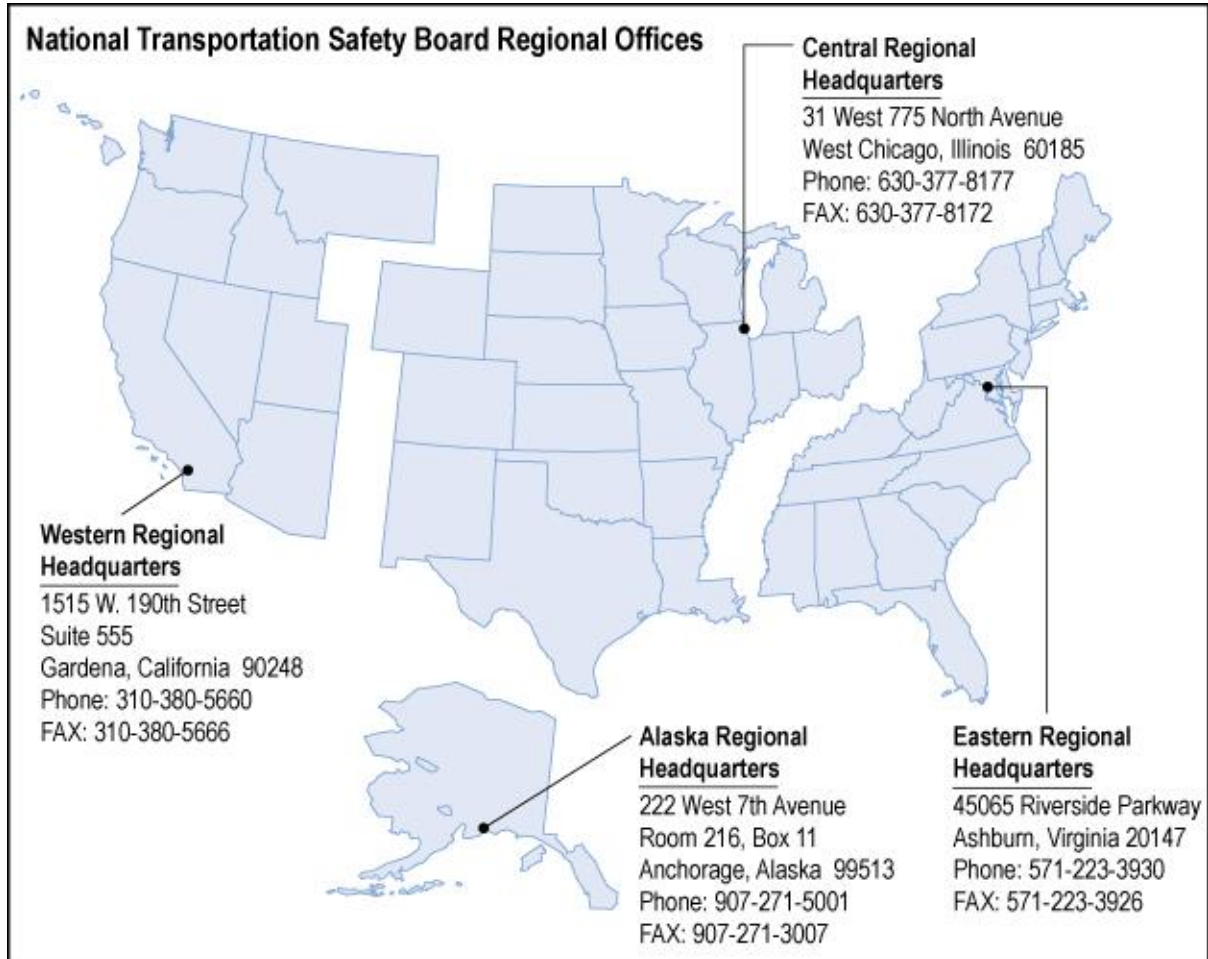 National Transportation Safety Board Regional Offices
Central Regional
Headquarters
31 West 775 North Avenue
West Chicago, Illinois 60185
Phone: 630-377-8177
FAX: 630-377-8172
Western Regional
Headquarters
1515 W. 190th Street
Suite 555
Gardena, California 90248
Phone: 310-380-5660
FAX: 310-380-5666
Alaska Regional
Headquarters
222 West 7th Avenue
Room 216, Box 11
Anchorage, Alaska 99513
Phone: 907-271-5001
FAX: 907-271-3007
Eastern Regional
Headquarters
45065 Riverside Parkway
Ashburn, Virginia 20147
Phone: 571-223-3930
FAX: 571-223-3926